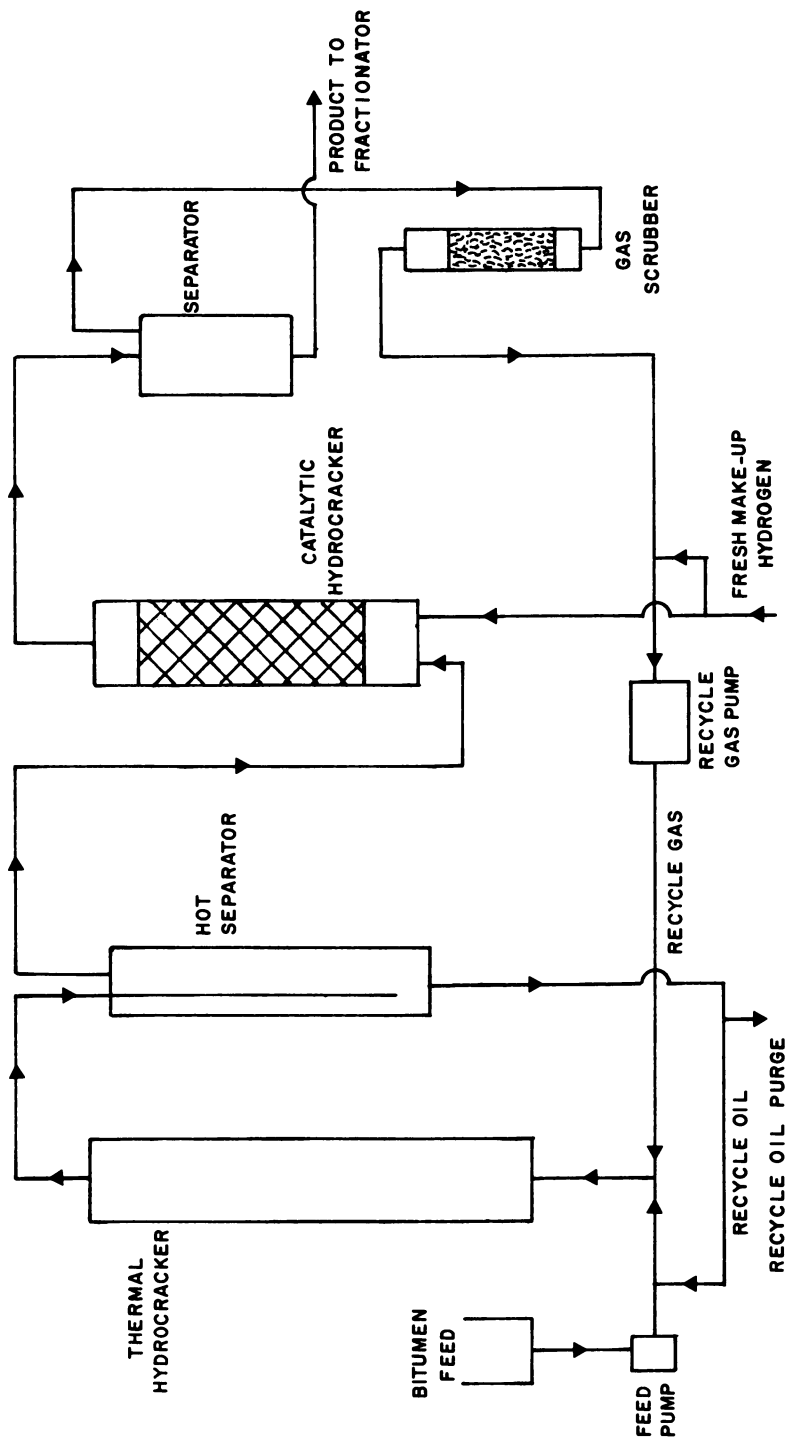 THERMAL
HYDROCRACKER
HOT
SEPARATOR
CATALYTIC
HYDROCRACKER
SEPARATOR
PRODUCT TO
FRACTIONATOR
GAS
SCRUBBER
BITUMEN
FEED
FEED
PUMP
RECYCLE OIL
RECYCLE OIL PURGE
RECYCLE GAS
RECYCLE
GAS PUMP
FRESH MAKE-UP
HYDROGEN